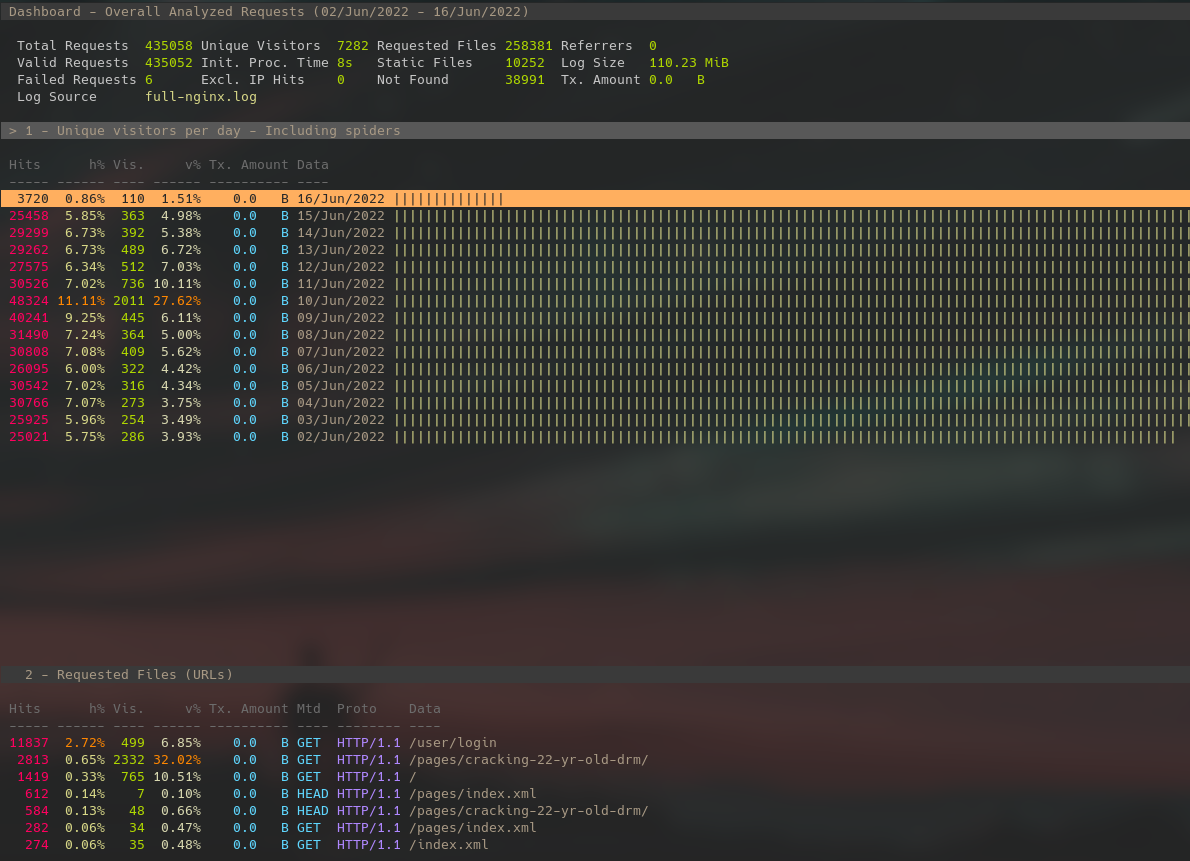 Dashboard - Overall Analyzed Requests (02/Jun/2022 - 16/Jun/2022)
Total Requests 435058 Unique Visitors 7282 Requested Files 258381 Referrers 0
Valid Requests 435052 Init. Proc. Time 8s Static Files 10252 Log Size 110.23 MiB
Failed Requests 6 Excl. IP Hits 0 Not Found 38991 Tx. Amount 0.0 B
Log Source full-nginx.log
> 1 - Unique visitors per day - Including spiders
Hits h% Vis. v% Tx. Amount Data
----- ------ ---- ------ ---------- ----
3720 0.86% 110 1.51% 0.0 B 16/Jun/2022 ||||||||||||||
25458 5.85% 363 4.98% 0.0 B 15/Jun/2022
29299 6.73% 392 5.38% 0.0 B 14/Jun/2022
29262 6.73% 489 6.72% 0.0 B 13/Jun/2022
27575 6.34% 512 7.03% 0.0 B 12/Jun/2022
30526 7.02% 736 10.11% 0.0 B 11/Jun/2022
48324 11.11% 2011 27.62% 0.0 B 10/Jun/2022
40241 9.25% 445 6.11% 0.0 B 09/Jun/2022
31490 7.24% 364 5.00% 0.0 B 08/Jun/2022
30808 7.08% 409 5.62% 0.0 B 07/Jun/2022
26095 6.00% 322 4.42% 0.0 B 06/Jun/2022
30542 7.02% 316 4.34% 0.0 B 05/Jun/2022
30766 7.07% 273 3.75% 0.0 B 04/Jun/2022
25925 5.96% 254 3.49% 0.0 B 03/Jun/2022
25021 5.75% 286 3.93% 0.0 B 02/Jun/2022
2 - Requested Files (URLs)
Hits h% Vis. v% Tx. Amount Mtd Proto Data
----- ------ ---- ------ ---------- ---- -------- ----
11837 2.72% 499 6.85% 0.0 B GET HTTP/1.1 /user/login
2813 0.65% 2332 32.02% 0.0 B GET HTTP/1.1 /pages/cracking-22-yr-old-drm/
1419 0.33% 765 10.51% 0.0 B GET HTTP/1.1 /
612 0.14% 7 0.10% 0.0 B HEAD HTTP/1.1 /pages/index.xml
584 0.13% 48 0.66% 0.0 B HEAD HTTP/1.1 /pages/cracking-22-yr-old-drm/
282 0.06% 34 0.47% 0.0 B GET HTTP/1.1 /pages/index.xml
274 0.06% 35 0.48% 0.0 B GET HTTP/1.1 /index.xml